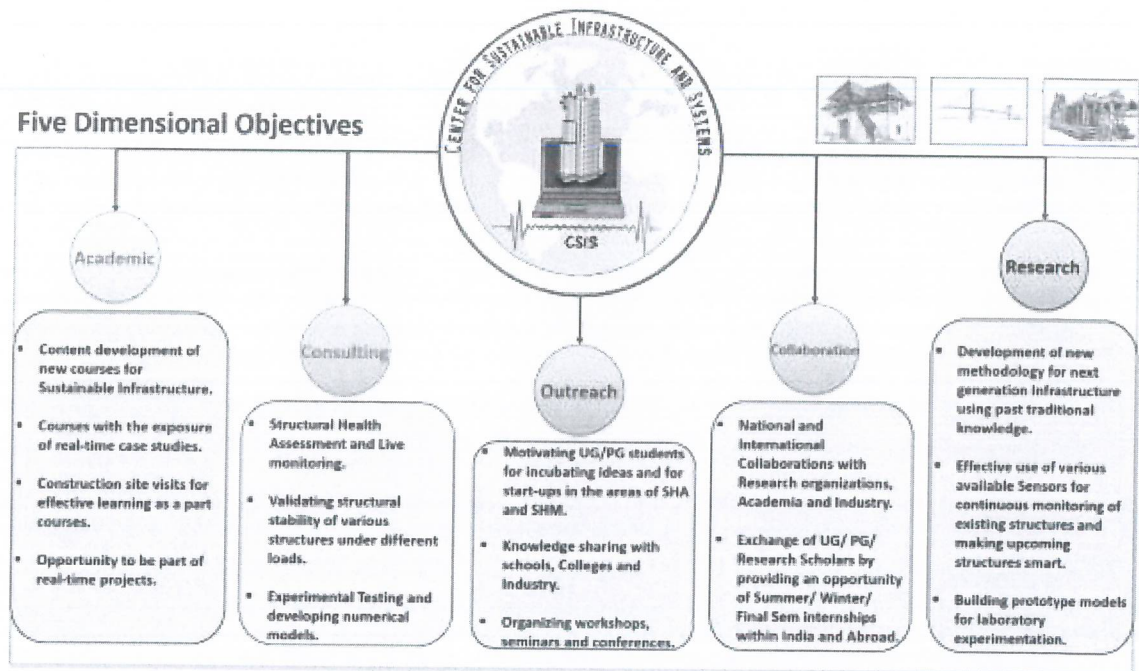 CENTER FOR SUSTAINABLE INFRASTRUCTURE AND SYSTEMS
CSIS
Five Dimensional Objectives
Academic
▪ Content development of
new courses for
Sustainable Infrastructure.
▪ Courses with the exposure
of real-time case studies.
▪ Construction site visits for
effective learning as a part
courses.
▪ Opportunity to be part of
real-time projects.
Consulting
▪ Structural Health
Assessment and Live
monitoring.
▪ Validating structural
stability of various
structures under different
loads.
▪ Experimental Testing and
developing numerical
models.
Outreach
▪ Motivating UG/PG students
for incubating ideas and for
start-ups in the areas of SHA
and SHM.
▪ Knowledge sharing with
schools, Colleges and
Industry.
▪ Organizing workshops,
seminars and conferences.
Collaboration
▪ National and
International
Collaborations with
Research organizations,
Academia and Industry.
▪ Exchange of UG/ PG/
Research Scholars by
providing an opportunity
of Summer/ Winter/
Final Sem internships
within India and Abroad.
Research
▪ Development of new
methodology for next
generation Infrastructure
using past traditional
knowledge.
▪ Effective use of various
available Sensors for
continuous monitoring of
existing structures and
making upcoming
structures smart.
▪ Building prototype models
for laboratory
experimentation.